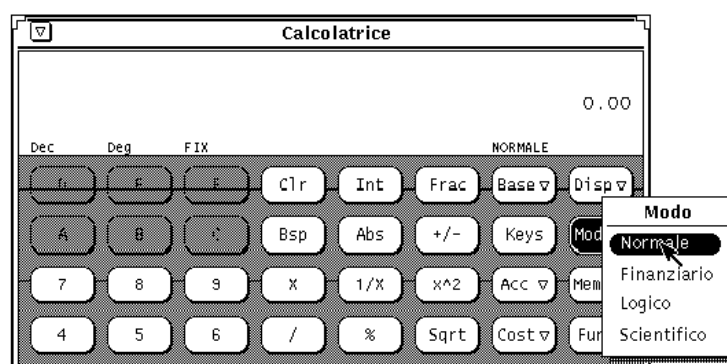 Calcolatrice
0.00
Dec Deg FIX NORMALE
D E F Clr Int Frac Base Disp
A B C Bsp Abs +/- Keys
7 8 9 X 1/X x^2 Acc
4 5 6 / % Sqrt Cost
Modo
Normale
Finanziario
Logico
Scientifico